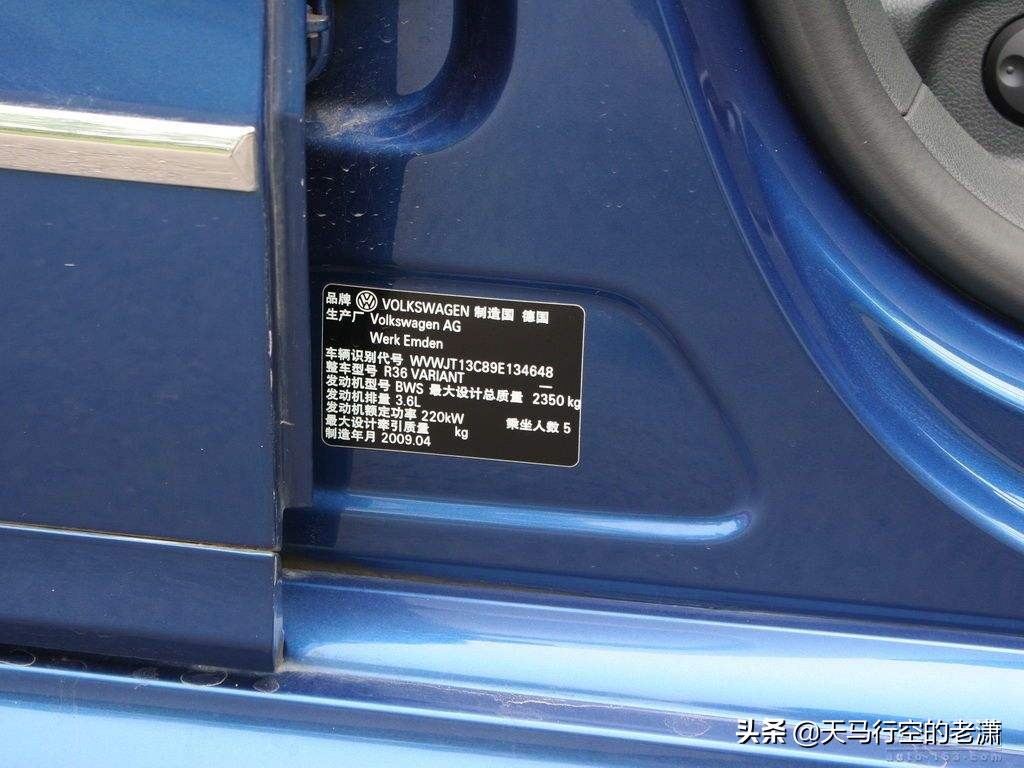 品牌 VOLKSWAGEN 制造国 德国
生产厂 Volkswagen AG
Werk Emden
车辆识别代号 WVWJT13C89E134648
整车型号 R36 VARIANT —
发动机型号 BWS 最大设计总质量 2350 kg
发动机排量 3.6L
发动机额定功率 220kW 乘坐人数 5
最大设计牵引质量 kg
制造年月 2009.04
头条 @天马行空的老潇
auto.163.com